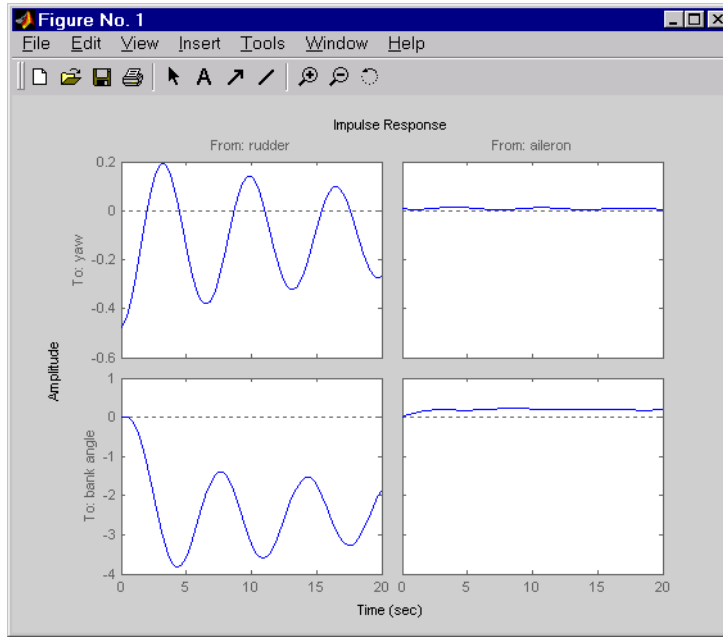 Figure No. 1
File Edit View Insert Tools Window Help
A
Impulse Response
From: rudder
From: aileron
Amplitude
To: yaw
0.2
0
-0.2
-0.4
-0.6
To: bank angle
1
0
-1
-2
-3
-4
0 5 10 15 20
0 5 10 15 20
Time (sec)